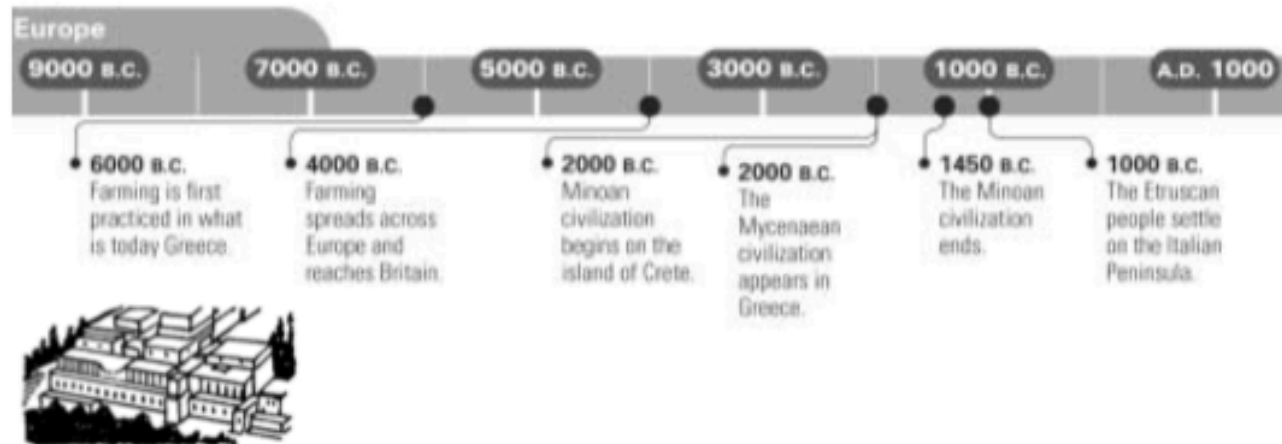 Europe
9000 B.C. 7000 B.C. 5000 B.C. 3000 B.C. 1000 B.C. A.D. 1000
6000 B.C.
Farming is first
practiced in what
is today Greece.
4000 B.C.
Farming
spreads across
Europe and
reaches Britain.
2000 B.C.
Minoan
civilization
begins on the
island of Crete.
2000 B.C.
The
Mycenaean
civilization
appears in
Greece.
1450 B.C.
The Minoan
civilization
ends.
1000 B.C.
The Etruscan
people settle
on the Italian
Peninsula.